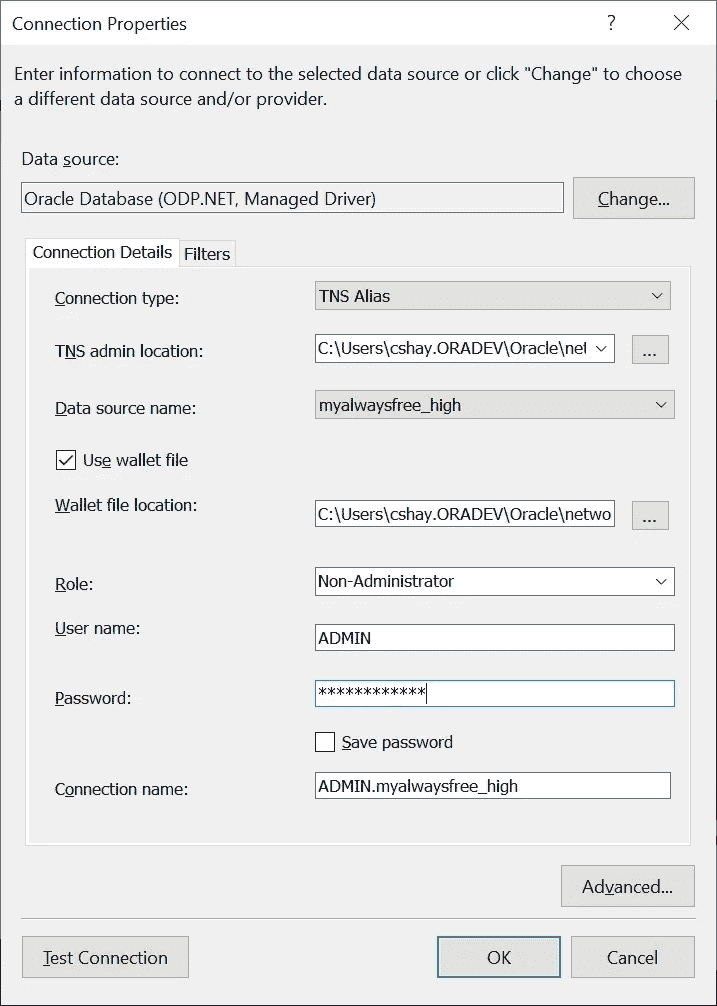 Connection Properties ?
Enter information to connect to the selected data source or click "Change" to choose
a different data source and/or provider.
Data source:
Oracle Database (ODP.NET, Managed Driver) Change...
Connection Details Filters
Connection type: TNS Alias
TNS admin location: C:\Users\cshay.ORADEV\Oracle\net ...
Data source name: myalwaysfree_high
Use wallet file
Wallet file location: C:\Users\cshay.ORADEV\Oracle\netwo ...
Role: Non-Administrator
User name: ADMIN
Password: ************
Save password
Connection name: ADMIN.myalwaysfree_high
Advanced...
Test Connection OK Cancel